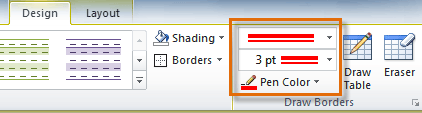 Design Layout
Shading
Borders
3 pt
Pen Color
Draw Table
Eraser
Draw Borders